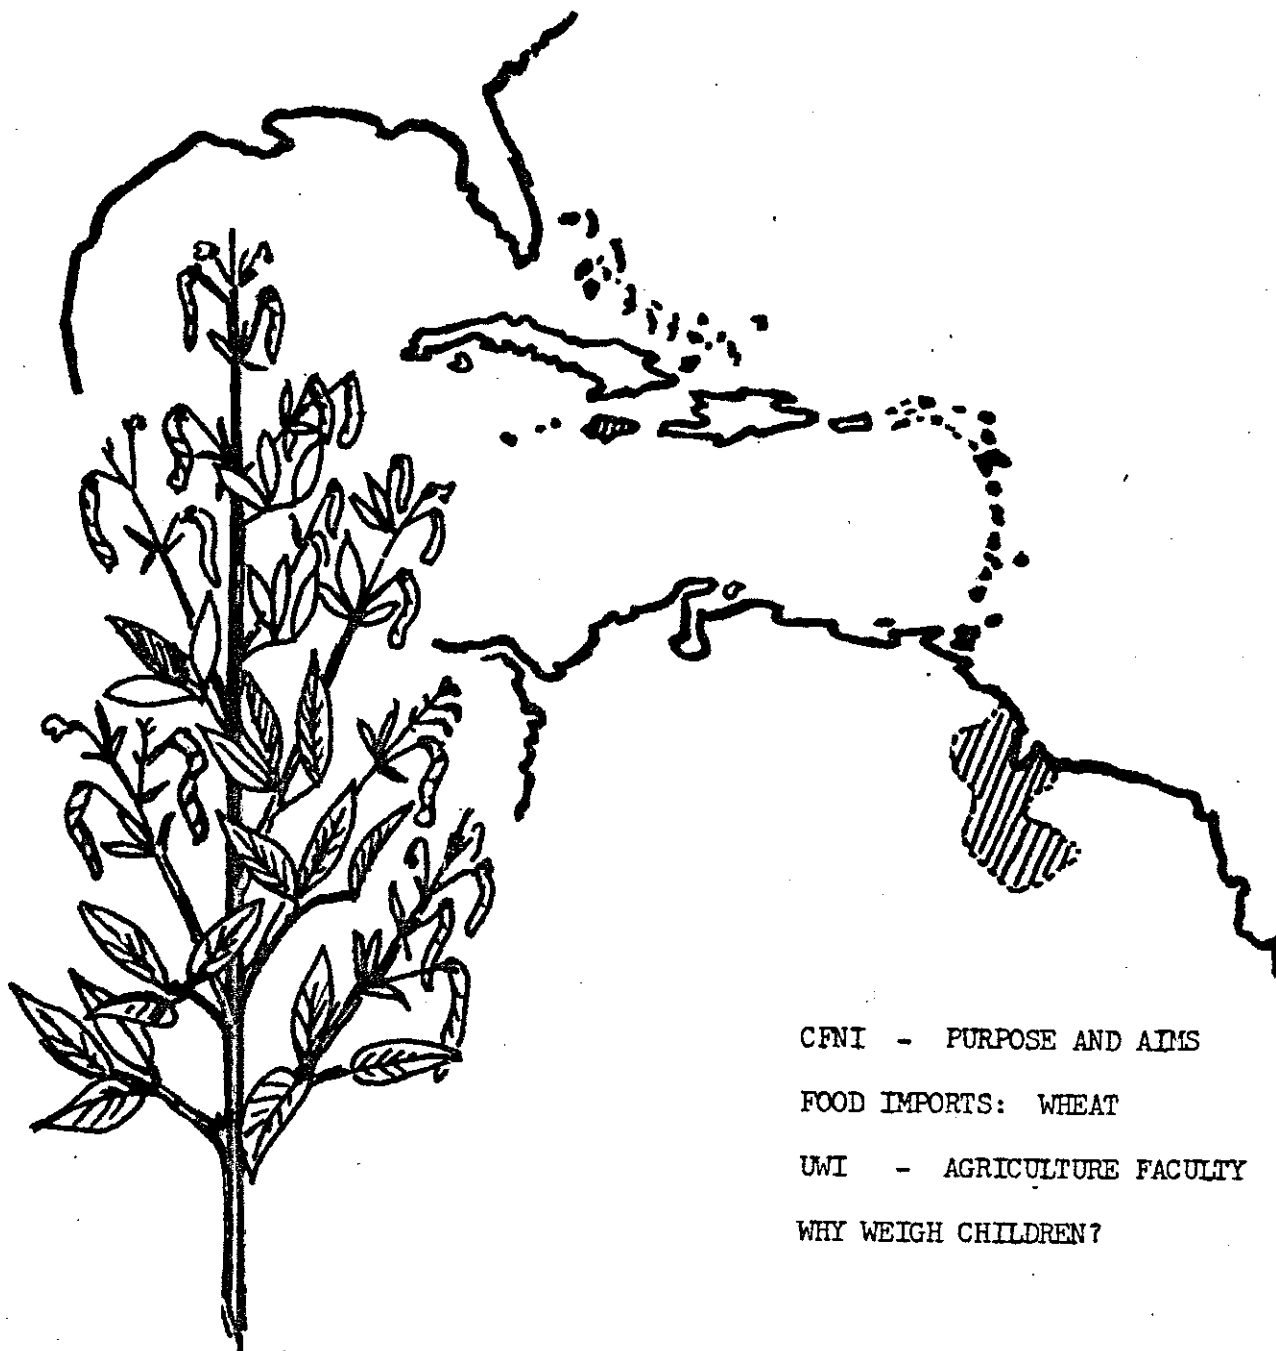 CFNI - PURPOSE AND AIMS
FOOD IMPORTS: WHEAT
UWI - AGRICULTURE FACULTY
WHY WEIGH CHILDREN?